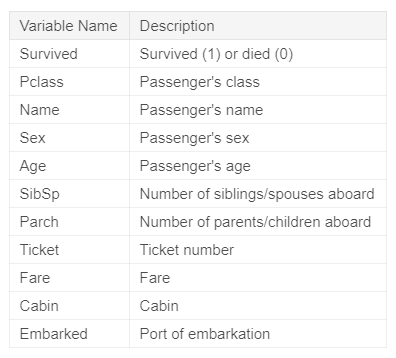 Variable Name Description
Survived Survived (1) or died (0)
Pclass Passenger's class
Name Passenger's name
Sex Passenger's sex
Age Passenger's age
SibSp Number of siblings/spouses aboard
Parch Number of parents/children aboard
Ticket Ticket number
Fare Fare
Cabin Cabin
Embarked Port of embarkation